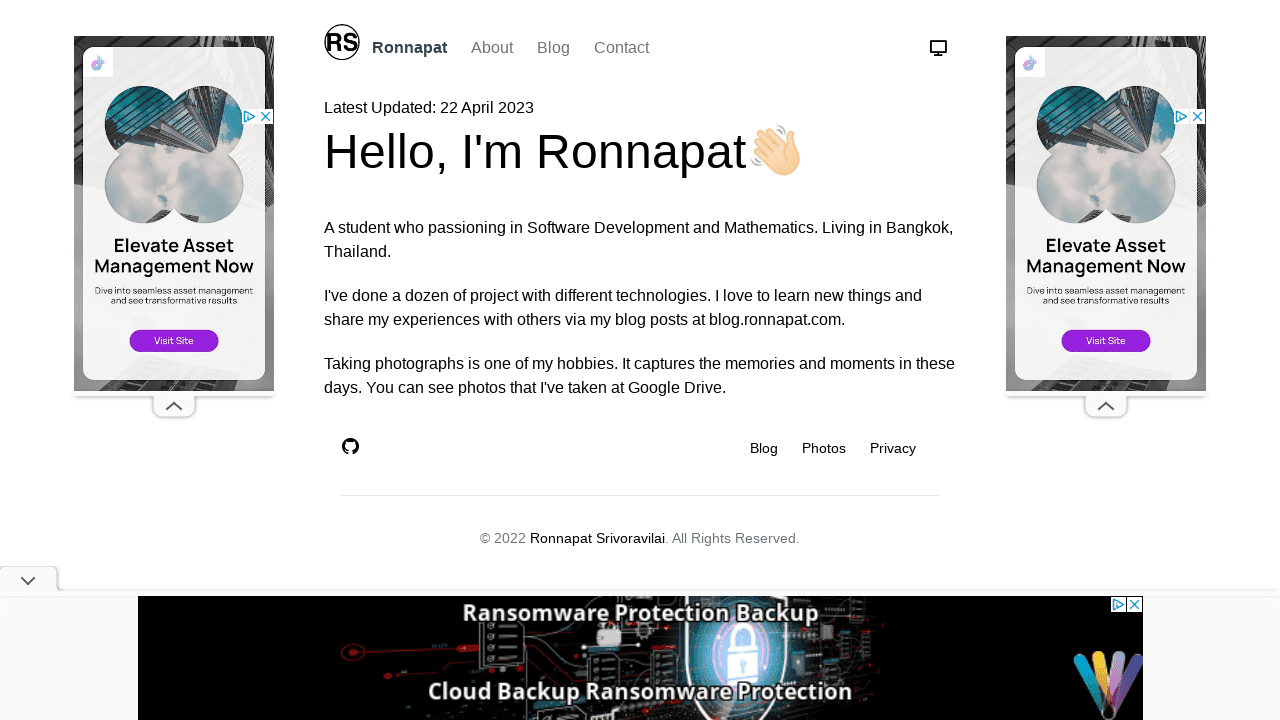 RS Ronnapat About Blog Contact
Latest Updated: 22 April 2023
Hello, I'm Ronnapat
A student who passioning in Software Development and Mathematics. Living in Bangkok,
Thailand.
I've done a dozen of project with different technologies. I love to learn new things and
share my experiences with others via my blog posts at blog.ronnapat.com.
Taking photographs is one of my hobbies. It captures the memories and moments in these
days. You can see photos that I've taken at Google Drive.
Blog Photos Privacy
© 2022 Ronnapat Srivoravilai. All Rights Reserved.
Elevate Asset
Management Now
Dive into seamless asset management
and see transformative results
Visit Site
Elevate Asset
Management Now
Dive into seamless asset management
and see transformative results
Visit Site
Ransomware Protection Backup
Cloud Backup Ransomware Protection